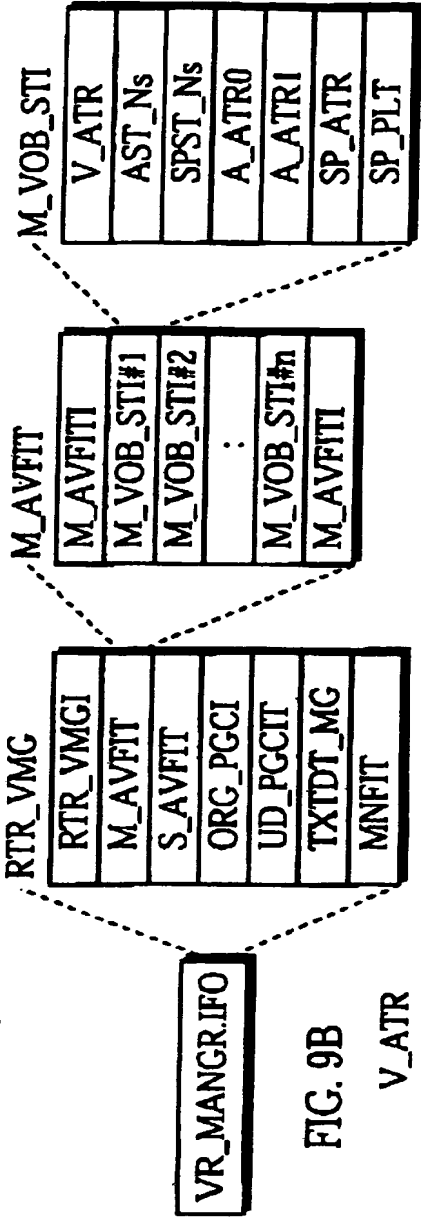 VR_MANGR.IFO
RTR_VMG
RTR_VMGI
M_AVFIT
S_AVFIT
ORG_PGCI
UD_PGCIT
TXTDT_MG
MNFIT
M_AVFIT
M_AVFITI
M_VOB_STI#1
M_VOB_STI#2
:
M_VOB_STI#n
M_AVFITI
M_VOB_STI
V_ATR
AST_Ns
SPST_Ns
A_ATR0
A_ATR1
SP_ATR
SP_PLT
FIG. 9B
V_ATR